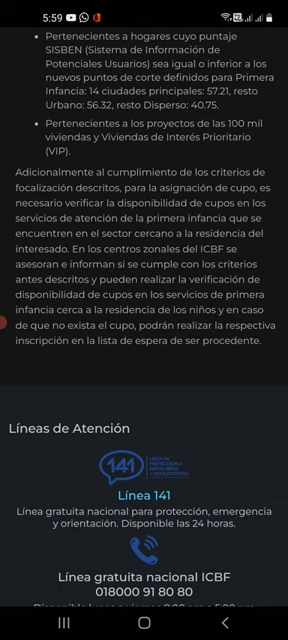 5:59
• Pertenecientes a hogares cuyo puntaje
SISBEN (Sistema de Información de
Potenciales Usuarios) sea igual o inferior a los
nuevos puntos de corte definidos para Primera
Infancia: 14 ciudades principales: 57.21, resto
Urbano: 56.32, resto Disperso: 40.75.
• Pertenecientes a los proyectos de las 100 mil
viviendas y Viviendas de Interés Prioritario
(VIP).
Adicionalmente al cumplimiento de los criterios de
focalización descritos, para la asignación de cupo, es
necesario verificar la disponibilidad de cupos en los
servicios de atención de la primera infancia que se
encuentren en el sector cercano a la residencia del
interesado. En los centros zonales del ICBF se
asesoran e informan si se cumple con los criterios
antes descritos y pueden realizar la verificación de
disponibilidad de cupos en los servicios de primera
infancia cerca a la residencia de los niños y en caso
de que no exista el cupo, podrán realizar la respectiva
inscripción en la lista de espera de ser procedente.
Líneas de Atención
141
LÍNEA DE
PROTECCIÓN A
NIÑOS, NIÑAS
Y ADOLESCENTES
Línea 141
Línea gratuita nacional para protección, emergencia
y orientación. Disponible las 24 horas.
Línea gratuita nacional ICBF
018000 91 80 80